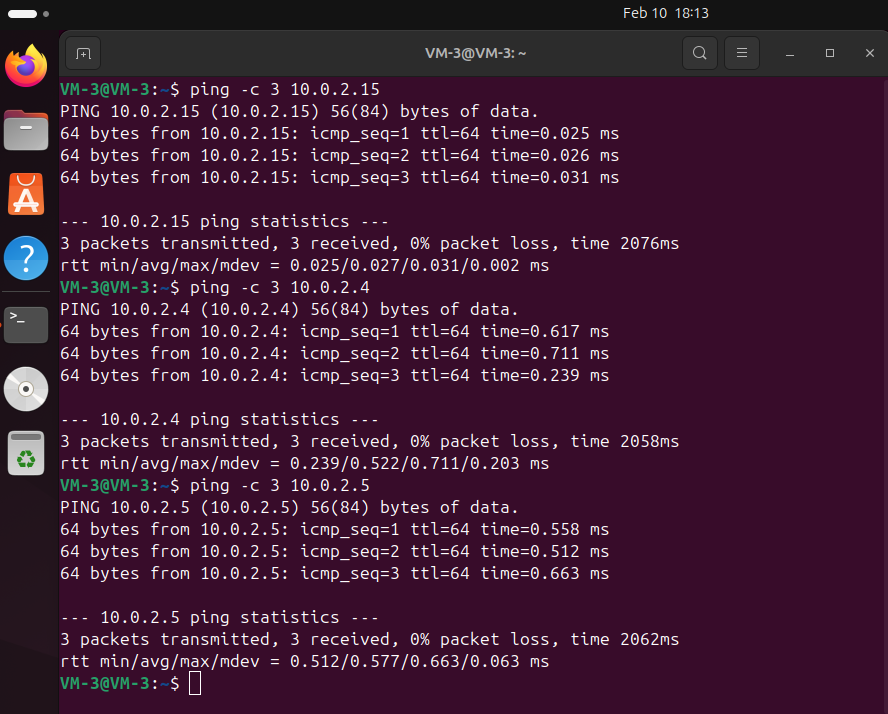 Feb 10 18:13
VM-3@VM-3: ~
VM-3@VM-3:~$ ping -c 3 10.0.2.15
PING 10.0.2.15 (10.0.2.15) 56(84) bytes of data.
64 bytes from 10.0.2.15: icmp_seq=1 ttl=64 time=0.025 ms
64 bytes from 10.0.2.15: icmp_seq=2 ttl=64 time=0.026 ms
64 bytes from 10.0.2.15: icmp_seq=3 ttl=64 time=0.031 ms
--- 10.0.2.15 ping statistics ---
3 packets transmitted, 3 received, 0% packet loss, time 2076ms
rtt min/avg/max/mdev = 0.025/0.027/0.031/0.002 ms
VM-3@VM-3:~$ ping -c 3 10.0.2.4
PING 10.0.2.4 (10.0.2.4) 56(84) bytes of data.
64 bytes from 10.0.2.4: icmp_seq=1 ttl=64 time=0.617 ms
64 bytes from 10.0.2.4: icmp_seq=2 ttl=64 time=0.711 ms
64 bytes from 10.0.2.4: icmp_seq=3 ttl=64 time=0.239 ms
--- 10.0.2.4 ping statistics ---
3 packets transmitted, 3 received, 0% packet loss, time 2058ms
rtt min/avg/max/mdev = 0.239/0.522/0.711/0.203 ms
VM-3@VM-3:~$ ping -c 3 10.0.2.5
PING 10.0.2.5 (10.0.2.5) 56(84) bytes of data.
64 bytes from 10.0.2.5: icmp_seq=1 ttl=64 time=0.558 ms
64 bytes from 10.0.2.5: icmp_seq=2 ttl=64 time=0.512 ms
64 bytes from 10.0.2.5: icmp_seq=3 ttl=64 time=0.663 ms
--- 10.0.2.5 ping statistics ---
3 packets transmitted, 3 received, 0% packet loss, time 2062ms
rtt min/avg/max/mdev = 0.512/0.577/0.663/0.063 ms
VM-3@VM-3:~$